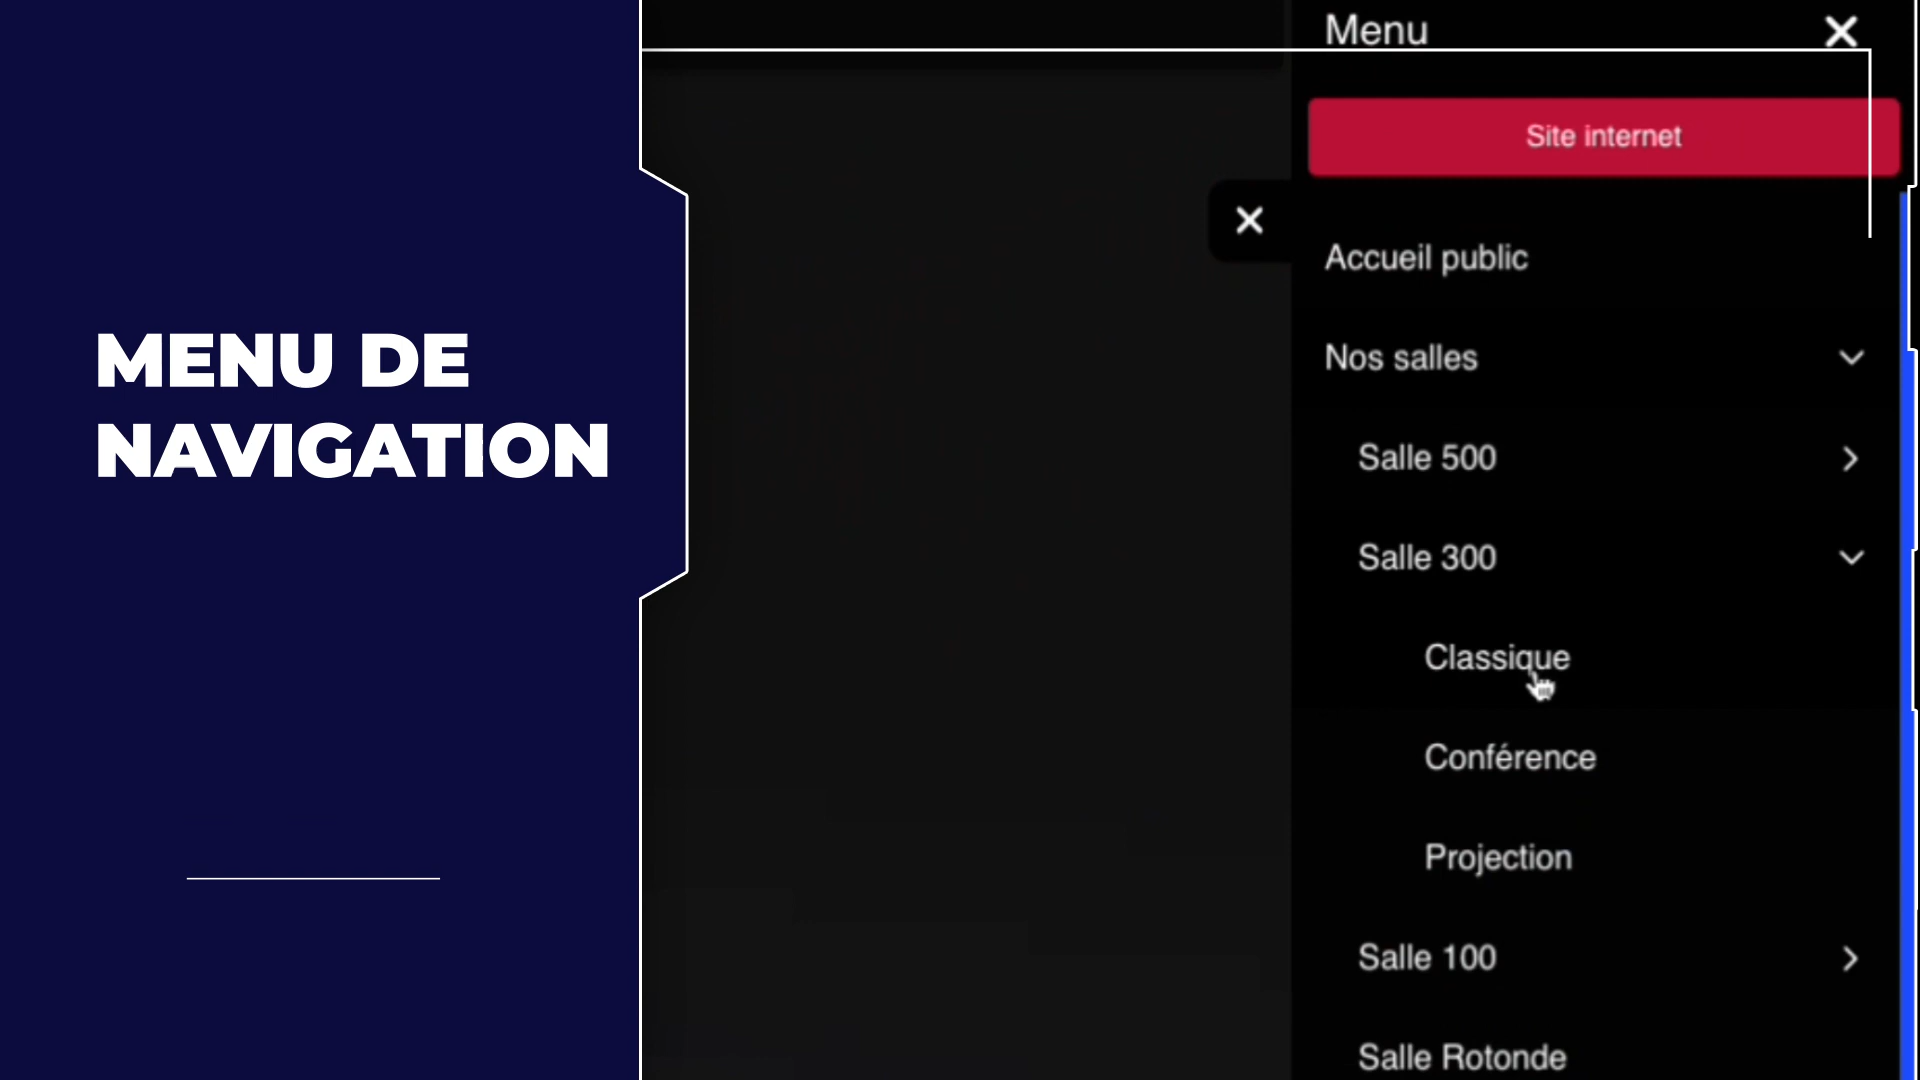 MENU DE
NAVIGATION
Menu
Site internet
Accueil public
Nos salles
Salle 500
Salle 300
Classique
Conférence
Projection
Salle 100
Salle Rotonde